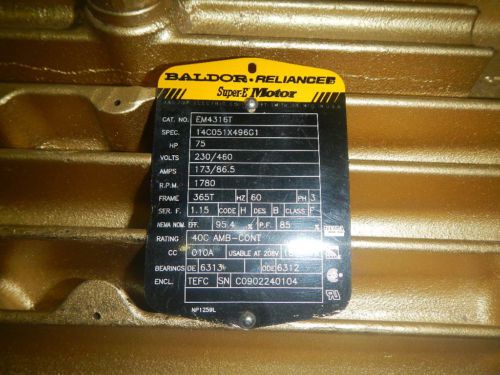 BALDOR·RELIANCE
Super-E Motor
CAT. NO. EM4316T
SPEC. 14C051X496G1
HP 75
VOLTS 230/460
AMPS 173/86.5
R.P.M. 1780
FRAME 365T HZ 60 PH 3
SER. F. 1.15 CODE H DES B CLASS F
NEMA NOM. EFF. 95.4 % P.F. 85 %
RATING 40C AMB-CONT
CC 010A USABLE AT 208V
BEARINGS DE 6313 ODE 6312
ENCL. TEFC SN C0902240104
NP1259L